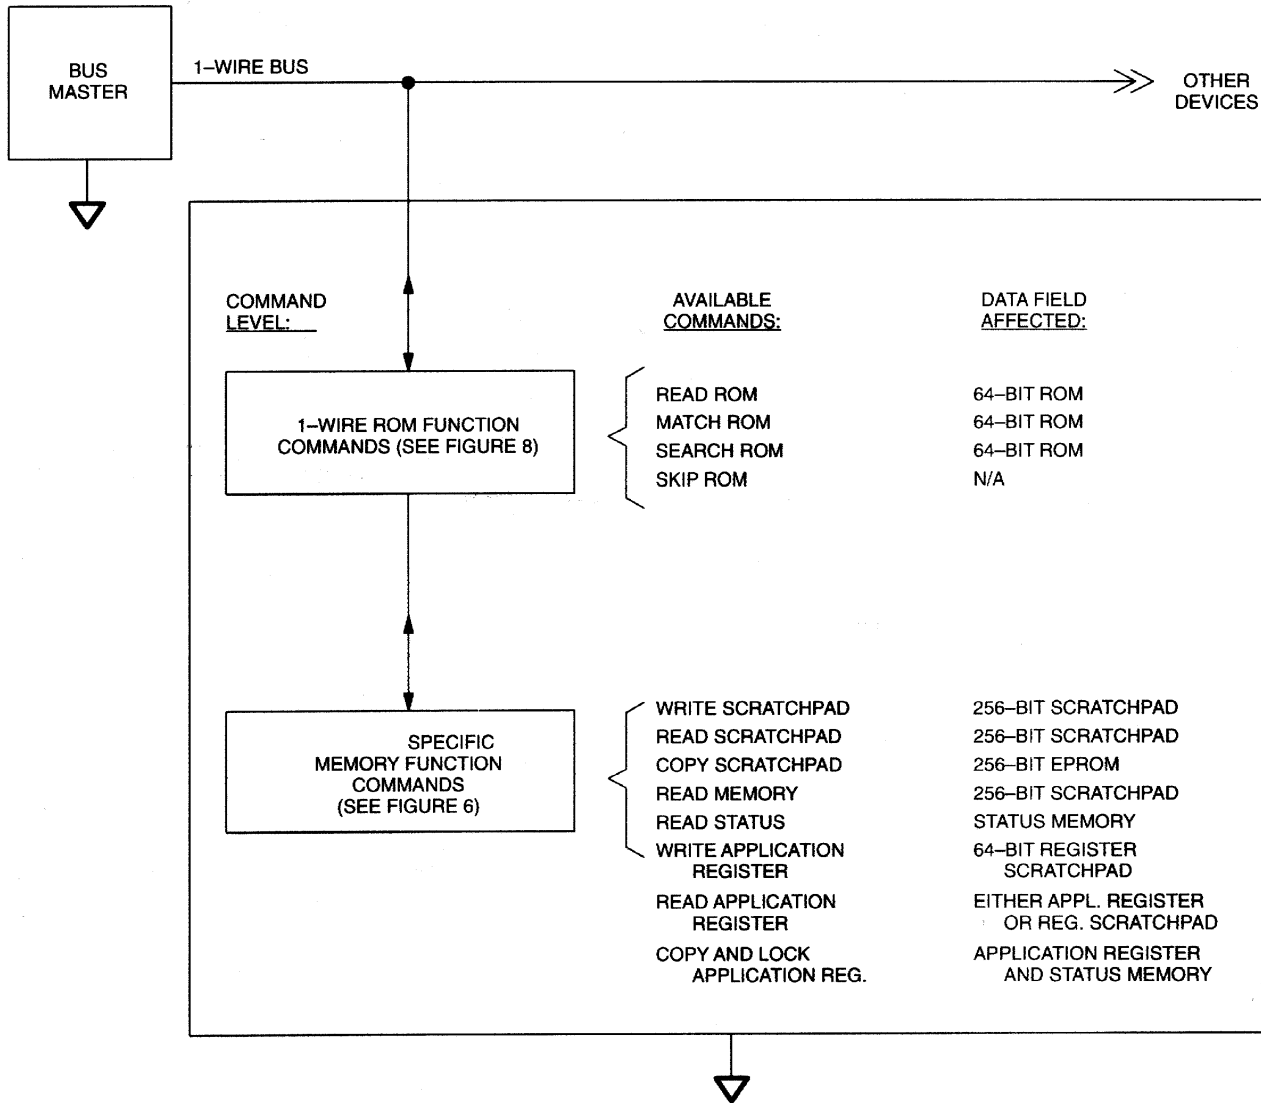 BUS
MASTER
1–WIRE BUS
OTHER
DEVICES
COMMAND
LEVEL:
AVAILABLE
COMMANDS:
DATA FIELD
AFFECTED:
1–WIRE ROM FUNCTION
COMMANDS (SEE FIGURE 8)
READ ROM 64–BIT ROM
MATCH ROM 64–BIT ROM
SEARCH ROM 64–BIT ROM
SKIP ROM N/A
SPECIFIC
MEMORY FUNCTION
COMMANDS
(SEE FIGURE 6)
WRITE SCRATCHPAD 256–BIT SCRATCHPAD
READ SCRATCHPAD 256–BIT SCRATCHPAD
COPY SCRATCHPAD 256–BIT EPROM
READ MEMORY 256–BIT SCRATCHPAD
READ STATUS STATUS MEMORY
WRITE APPLICATION 64–BIT REGISTER
REGISTER SCRATCHPAD
READ APPLICATION EITHER APPL. REGISTER
REGISTER OR REG. SCRATCHPAD
COPY AND LOCK APPLICATION REGISTER
APPLICATION REG. AND STATUS MEMORY